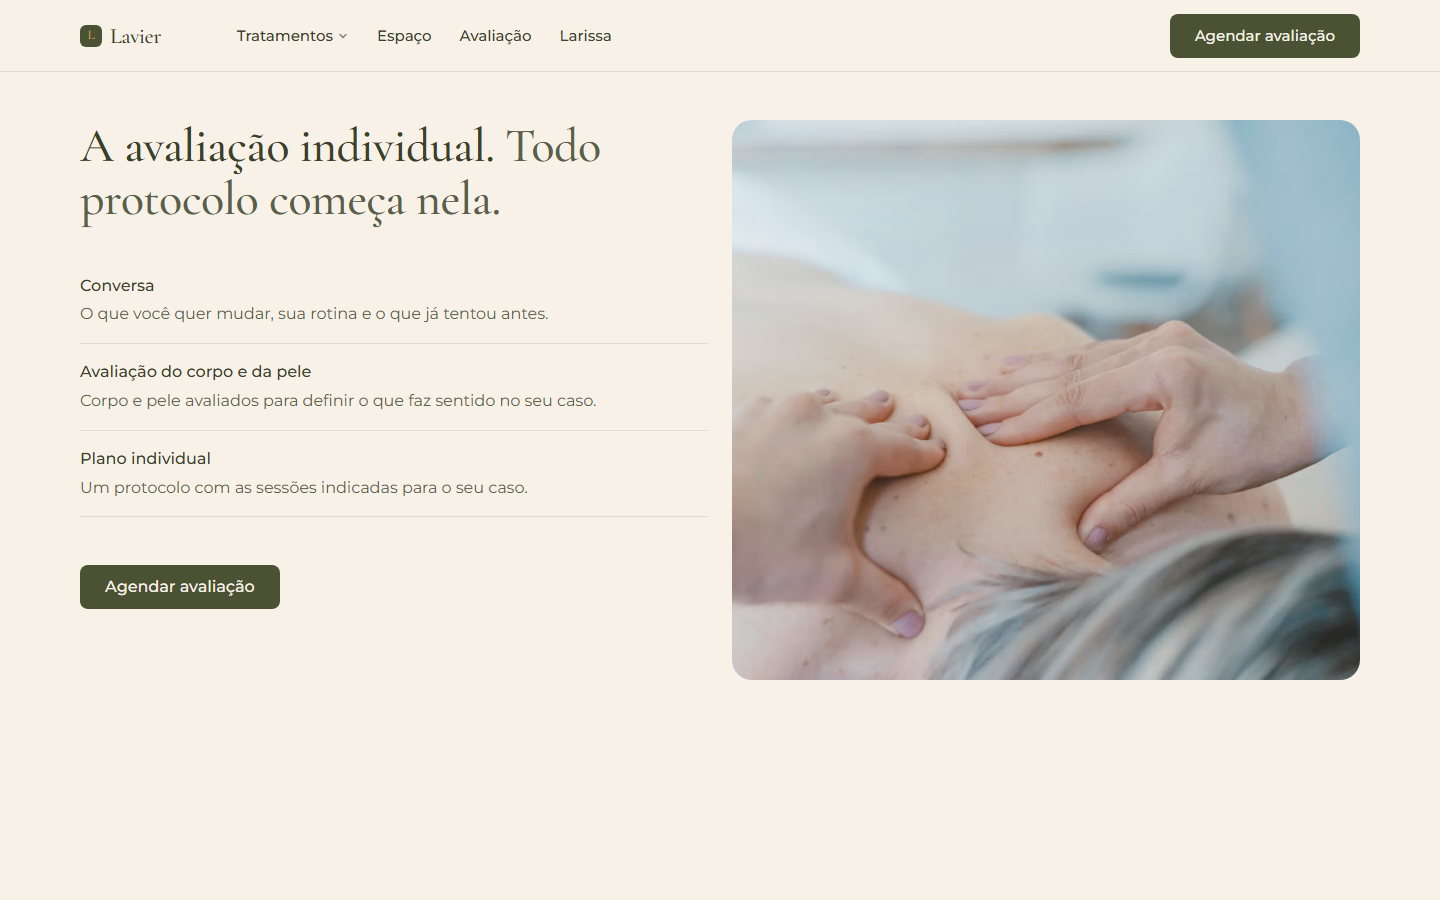 L Lavier
Tratamentos Espaço Avaliação Larissa
Agendar avaliação
A avaliação individual. Todo
protocolo começa nela.
Conversa
O que você quer mudar, sua rotina e o que já tentou antes.
Avaliação do corpo e da pele
Corpo e pele avaliados para definir o que faz sentido no seu caso.
Plano individual
Um protocolo com as sessões indicadas para o seu caso.
Agendar avaliação